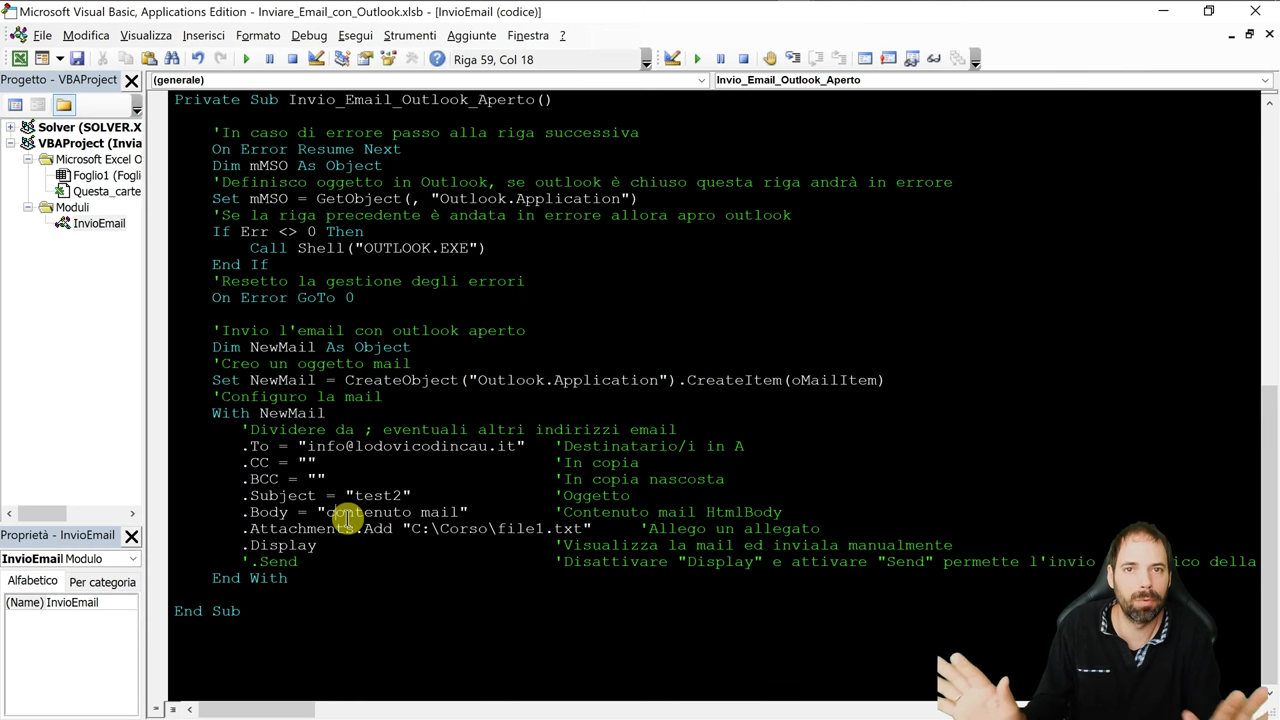 Microsoft Visual Basic, Applications Edition - Inviare_Email_con_Outlook.xlsb - [InvioEmail (codice)]
File Modifica Visualizza Inserisci Formato Debug Esegui Strumenti Aggiunte Finestra ?
Riga 59, Col 18
Progetto - VBAProject
(generale) Invio_Email_Outlook_Aperto
Solver (SOLVER.X
VBAProject (Invia
Microsoft Excel O
Foglio1 (Fogli
Questa_carte
Moduli
InvioEmail
Private Sub Invio_Email_Outlook_Aperto()
'In caso di errore passo alla riga successiva
On Error Resume Next
Dim mMSO As Object
'Definisco oggetto in Outlook, se outlook è chiuso questa riga andrà in errore
Set mMSO = GetObject(, "Outlook.Application")
'Se la riga precedente è andata in errore allora apro outlook
If Err <> 0 Then
Call Shell("OUTLOOK.EXE")
End If
'Resetto la gestione degli errori
On Error GoTo 0
'Invio l'email con outlook aperto
Dim NewMail As Object
'Creo un oggetto mail
Set NewMail = CreateObject("Outlook.Application").CreateItem(oMailItem)
'Configuro la mail
With NewMail
'Dividere da ; eventuali altri indirizzi email
.To = "info@lodovicodincau.it" 'Destinatario/i in A
.CC = "" 'In copia
.BCC = "" 'In copia nascosta
.Subject = "test2" 'Oggetto
.Body = "contenuto mail" 'Contenuto mail HtmlBody
.Attachments.Add "C:\Corso\file1.txt" 'Allego un allegato
.Display 'Visualizza la mail ed inviala manualmente
'.Send 'Disattivare "Display" e attivare "Send" permette l'invio della
End With
End Sub
Proprietà - InvioEmail
InvioEmail Modulo
Alfabetico Per categoria
(Name) InvioEmail